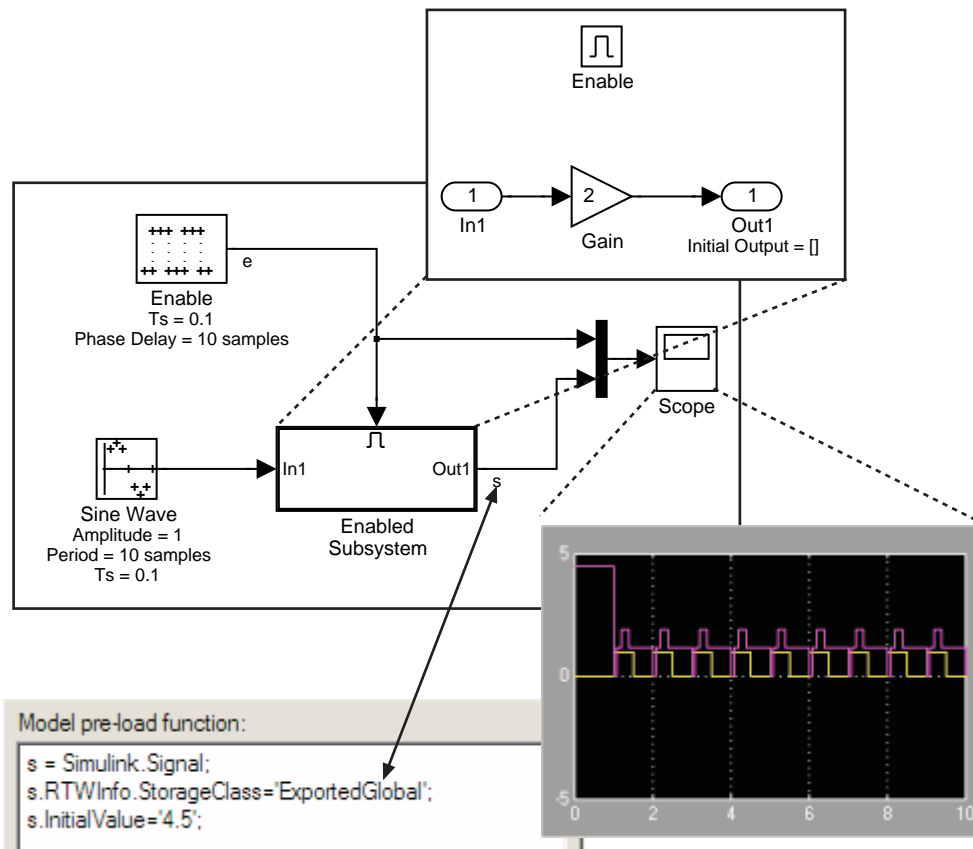 Enable
1
In1
2
Gain
1
Out1
Initial Output = []
e
Enable
Ts = 0.1
Phase Delay = 10 samples
Scope
In1
Out1
s
Enabled
Subsystem
Sine Wave
Amplitude = 1
Period = 10 samples
Ts = 0.1
5
0
-5
0 2 4 6 8 10
Model pre-load function:
s = Simulink.Signal;
s.RTWInfo.StorageClass='ExportedGlobal';
s.InitialValue='4.5';